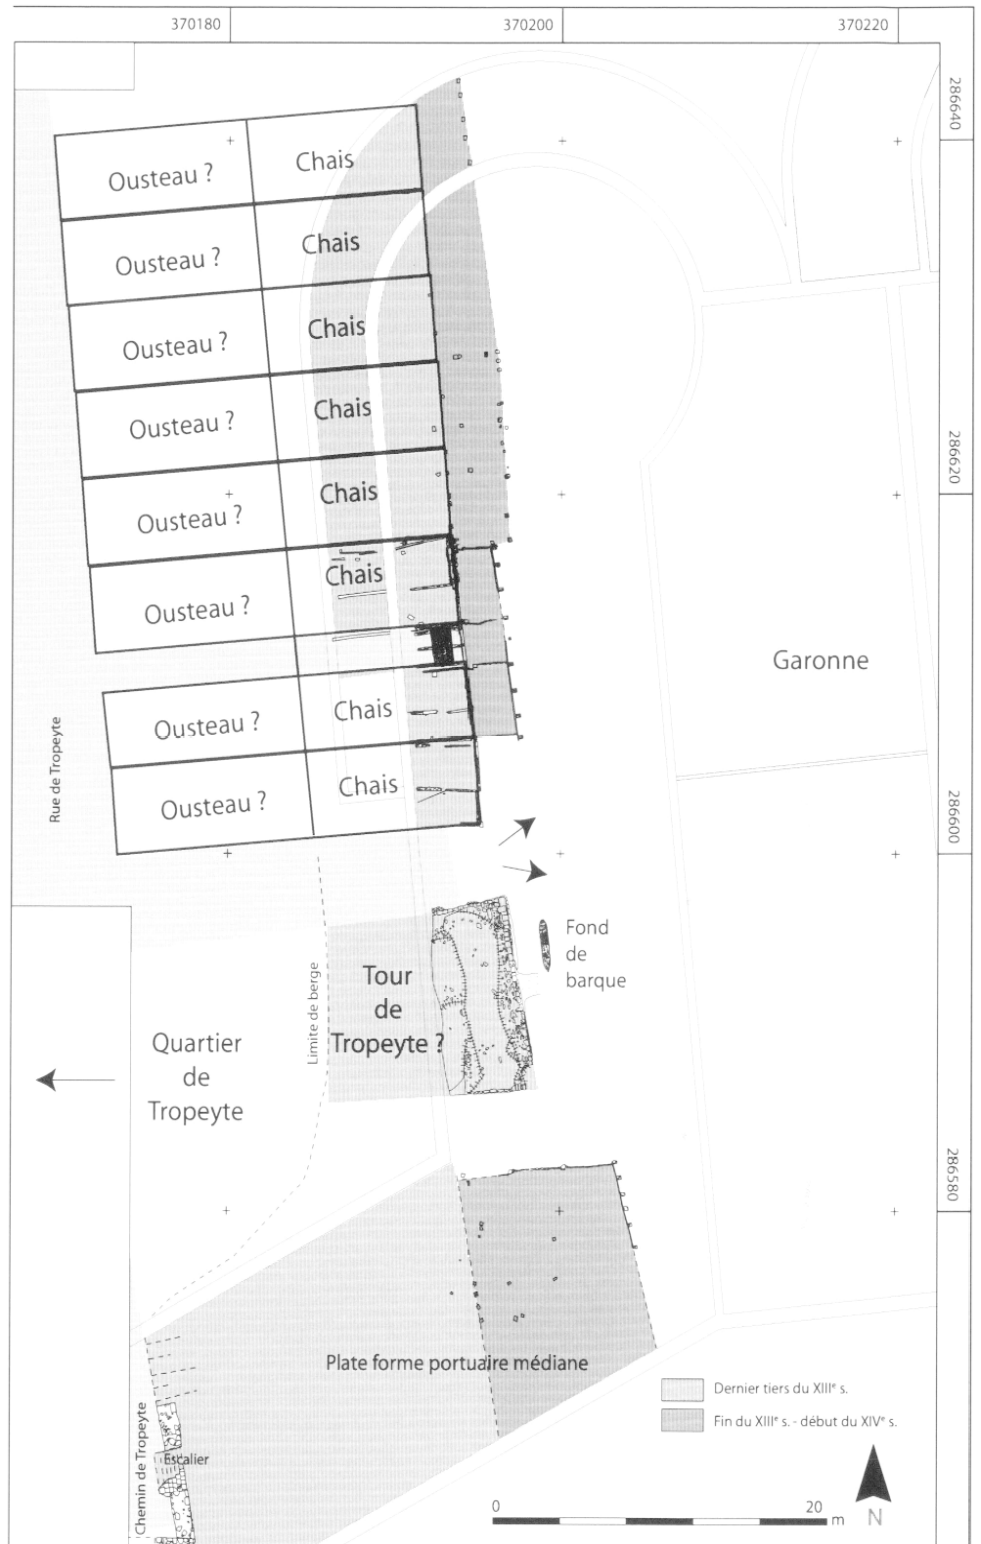 370180
370200
370220
286640
Ousteau ?
Chais
Ousteau ?
Chais
Ousteau ?
Chais
Ousteau ?
Chais
286620
Ousteau ?
Chais
Ousteau ?
Chais
Garonne
Rue de Tropeyte
Ousteau ?
Chais
Ousteau ?
Chais
286600
Fond
de
barque
Limite de berge
Tour
de
Tropeyte ?
Quartier
de
Tropeyte
286580
Plate forme portuaire médiane
Dernier tiers du XIIIᵉ s.
Fin du XIIIᵉ s. - début du XIVᵉ s.
Chemin de Tropeyte
Escalier
0
20
m
N